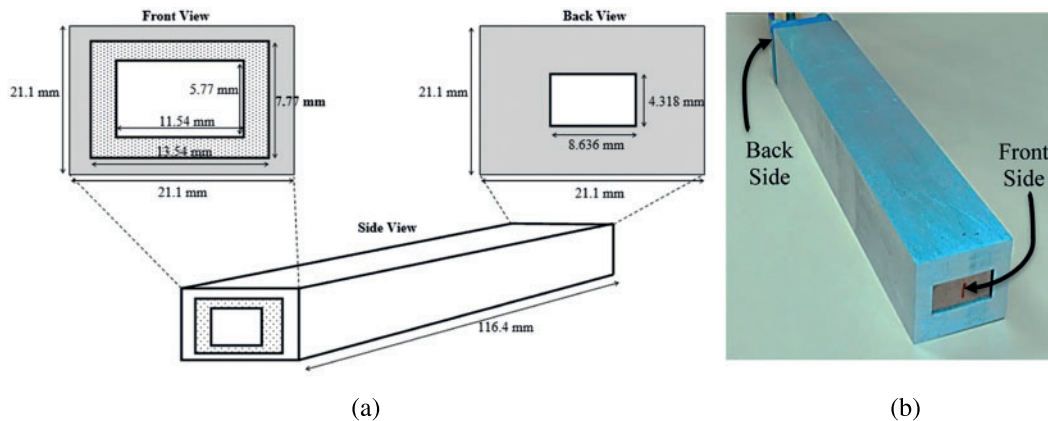 Front View
21.1 mm
5.77 mm
7.77 mm
11.54 mm
13.54 mm
21.1 mm
Back View
21.1 mm
4.318 mm
8.636 mm
21.1 mm
Side View
116.4 mm
(a)
Back
Side
Front
Side
(b)